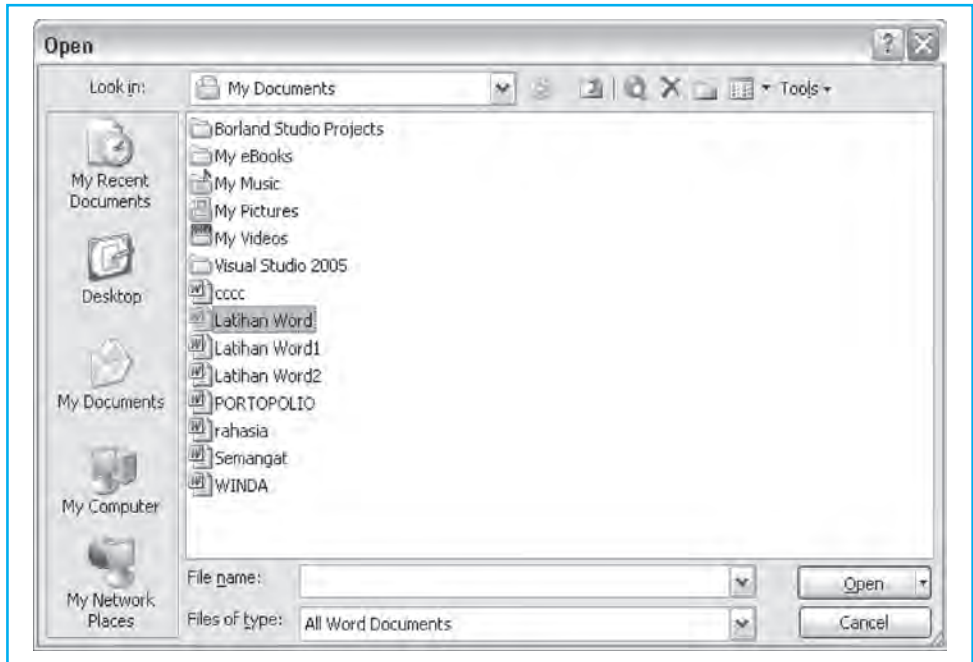 Open
Look in:
My Documents
Tools
My Recent
Documents
Desktop
My Documents
My Computer
My Network
Places
Borland Studio Projects
My eBooks
My Music
My Pictures
My Videos
Visual Studio 2005
cccc
Latihan Word
Latihan Word1
Latihan Word2
PORTOPOLIO
rahasia
Semangat
WINDA
File name:
Open
Files of type:
All Word Documents
Cancel